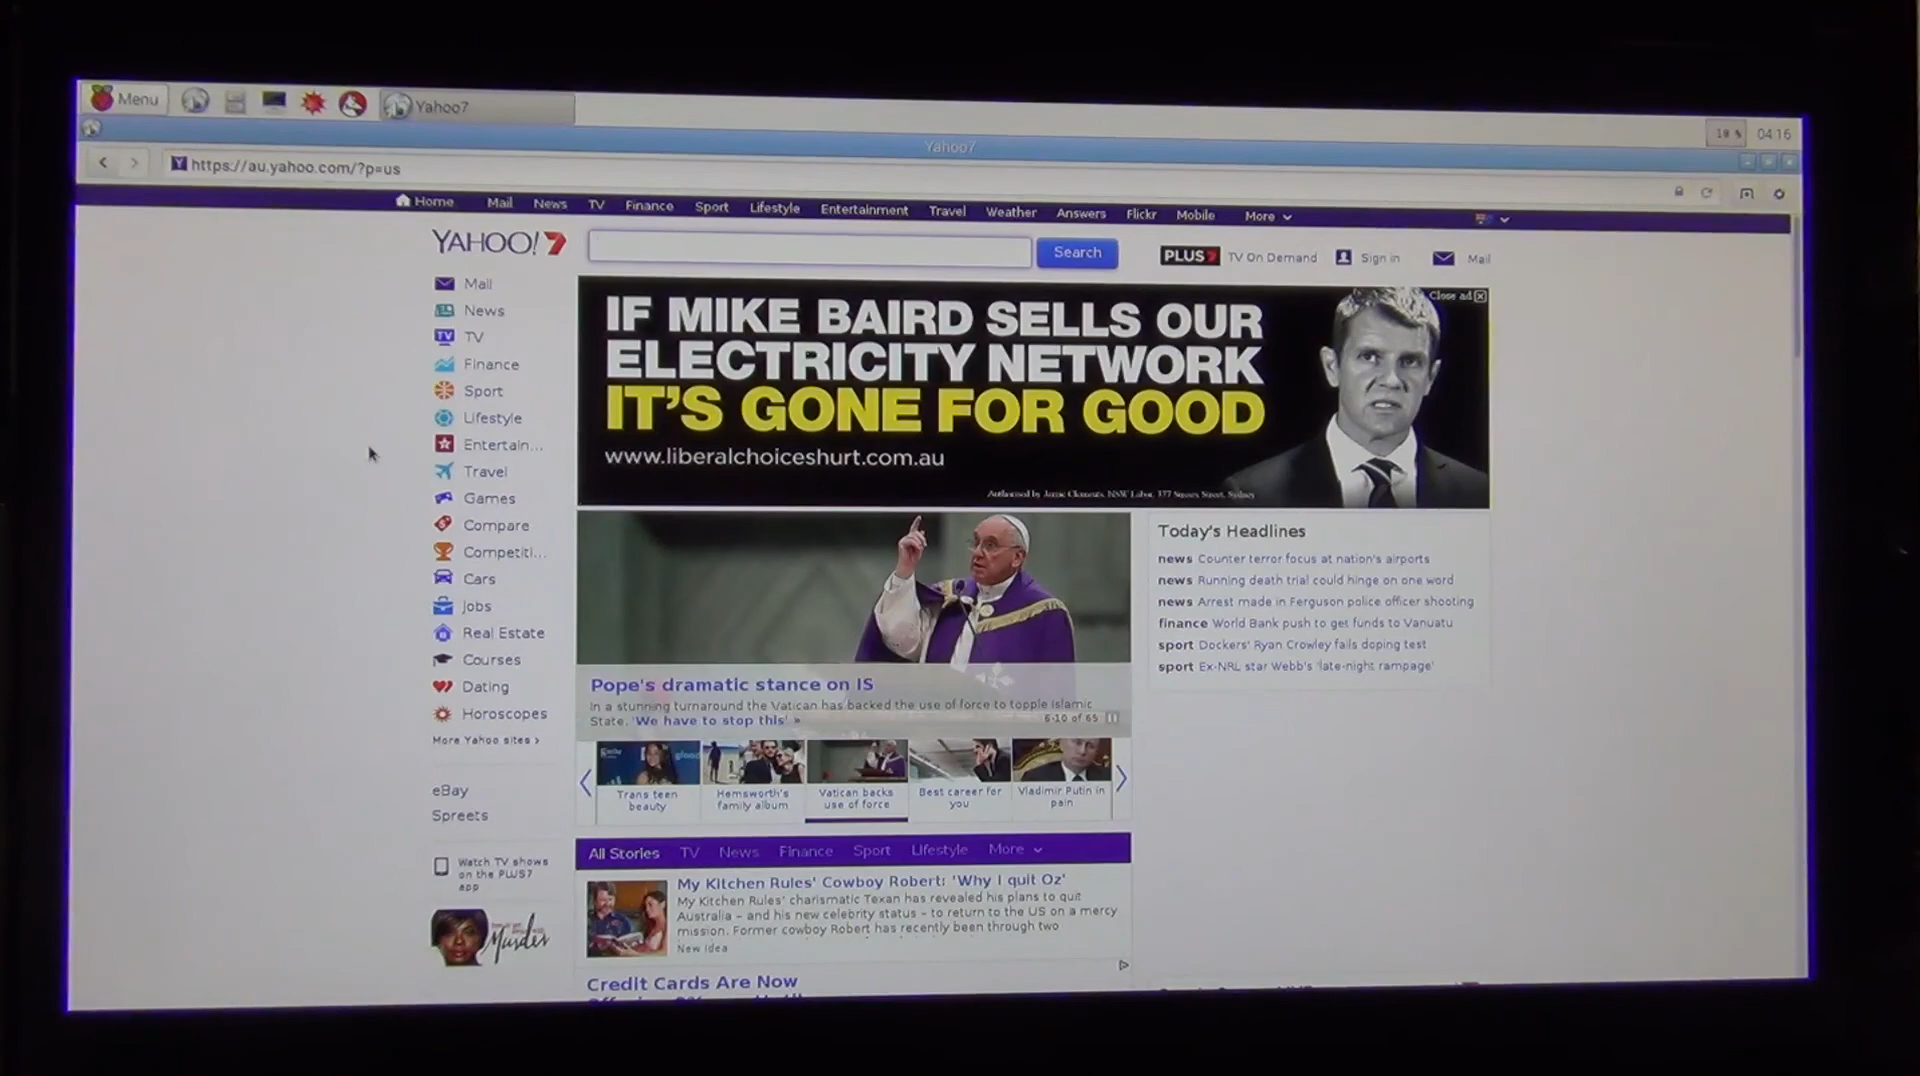 Menu
Yahoo7
10 %
04:16
Yahoo7
https://au.yahoo.com/?p=us
Home Mail News TV Finance Sport Lifestyle Entertainment Travel Weather Answers Flickr Mobile More
YAHOO! 7
Search
PLUS7 TV On Demand Sign in Mail
Mail
News
TV
Finance
Sport
Lifestyle
Entertain...
Travel
Games
Compare
Competiti...
Cars
Jobs
Real Estate
Courses
Dating
Horoscopes
More Yahoo sites >
eBay
Spreets
Watch TV shows
on the PLUS7
app
Murder
Close ad
IF MIKE BAIRD SELLS OUR
ELECTRICITY NETWORK
IT'S GONE FOR GOOD
www.liberalchoiceshurt.com.au
Authorised by Jamie Clements, NSW Labor, 377 Sussex Street, Sydney
Pope's dramatic stance on IS
In a stunning turnaround the Vatican has backed the use of force to topple Islamic
State. 'We have to stop this' »
6-10 of 65
Trans teen
beauty
Hemsworth's
family album
Vatican backs
use of force
Best career for
you
Vladimir Putin in
pain
Today's Headlines
news Counter terror focus at nation's airports
news Running death trial could hinge on one word
news Arrest made in Ferguson police officer shooting
finance World Bank push to get funds to Vanuatu
sport Dockers' Ryan Crowley fails doping test
sport Ex-NRL star Webb's 'late-night rampage'
All Stories TV News Finance Sport Lifestyle More
My Kitchen Rules' Cowboy Robert: 'Why I quit Oz'
My Kitchen Rules' charismatic Texan has revealed his plans to quit
Australia – and his new celebrity status – to return to the US on a mercy
mission. Former cowboy Robert has recently been through two
New Idea
Credit Cards Are Now